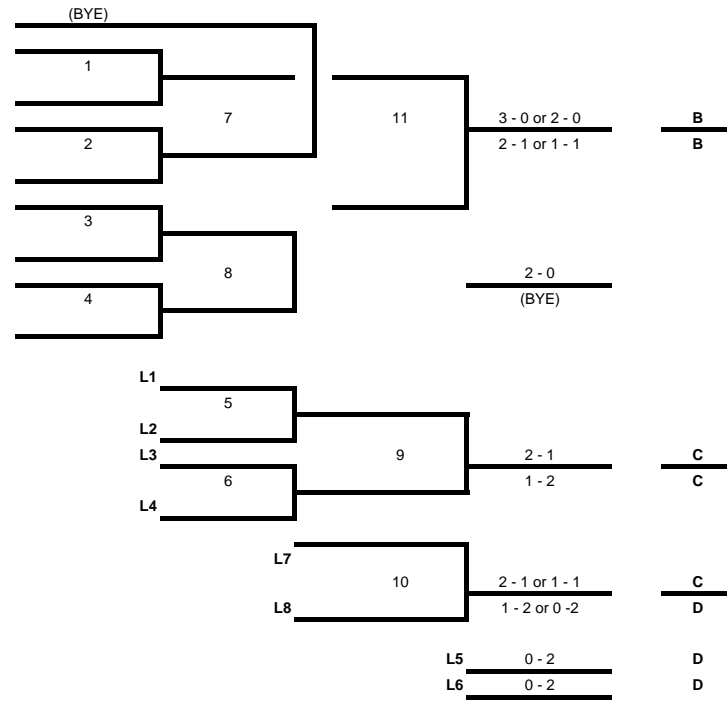 (BYE)
1
7 11 3 - 0 or 2 - 0 B
2 2 - 1 or 1 - 1 B
3
8 2 - 0
4 (BYE)
L1
5
L2
L3 9 2 - 1 C
6 1 - 2 C
L4
L7
10 2 - 1 or 1 - 1 C
L8 1 - 2 or 0 -2 D
L5 0 - 2 D
L6 0 - 2 D